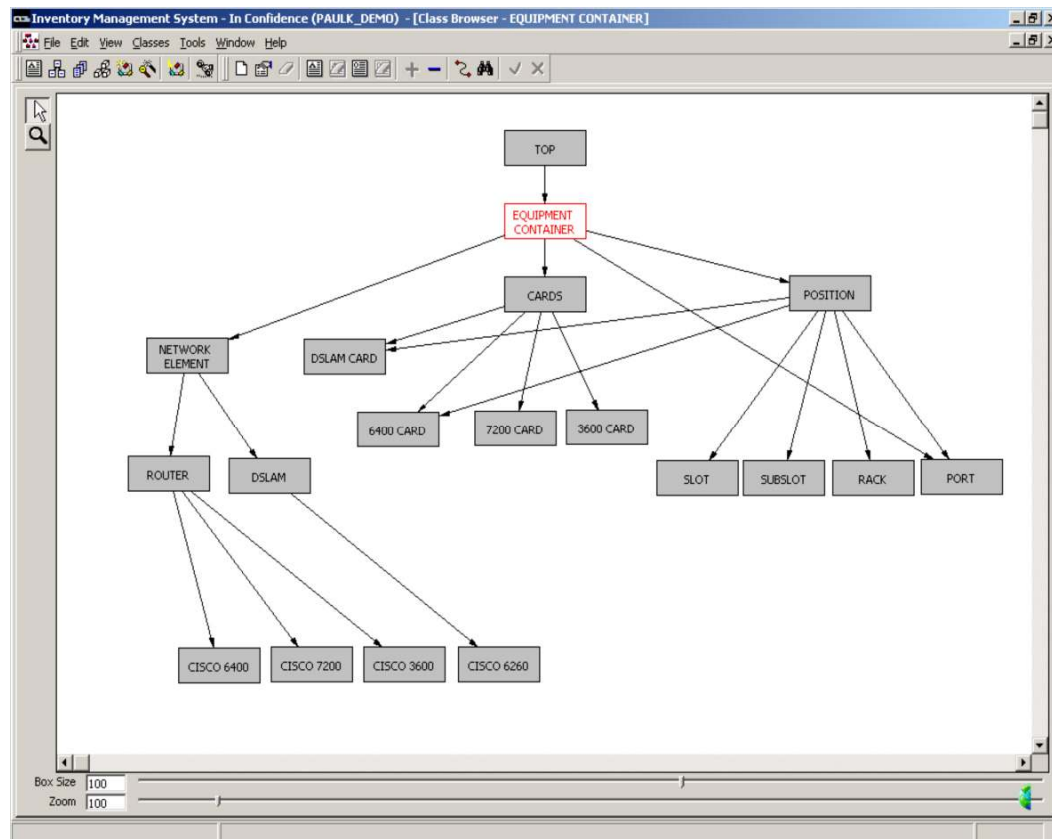 Inventory Management System - In Confidence (PAULK_DEMO) - [Class Browser - EQUIPMENT CONTAINER]
File Edit View Classes Tools Window Help
TOP
EQUIPMENT
CONTAINER
CARDS
POSITION
NETWORK
ELEMENT
DSLAM CARD
6400 CARD
7200 CARD
3600 CARD
ROUTER
DSLAM
SLOT
SUBSLOT
RACK
PORT
CISCO 6400
CISCO 7200
CISCO 3600
CISCO 6260
Box Size 100
Zoom 100